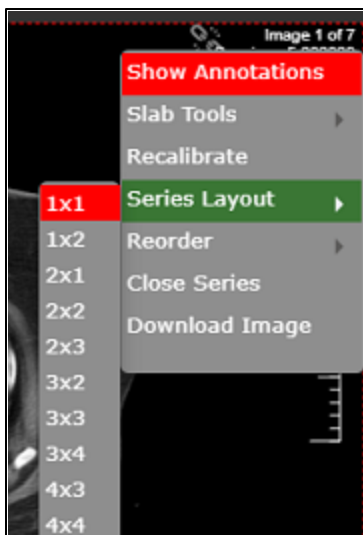 Image 1 of 7
Show Annotations
Slab Tools
Recalibrate
Series Layout
Reorder
Close Series
Download Image
1x1
1x2
2x1
2x2
2x3
3x2
3x3
3x4
4x3
4x4